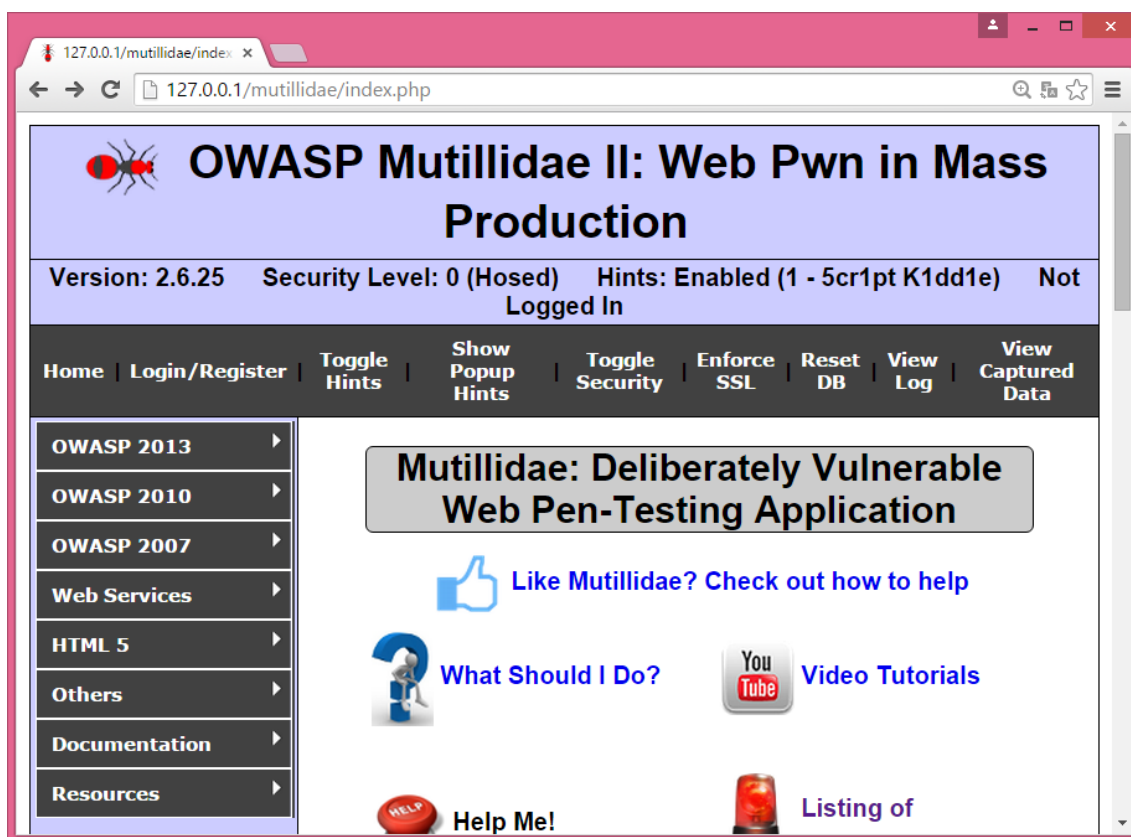 127.0.0.1/mutillidae/index
127.0.0.1/mutillidae/index.php
OWASP Mutillidae II: Web Pwn in Mass
Production
Version: 2.6.25 Security Level: 0 (Hosed) Hints: Enabled (1 - 5cr1pt K1dd1e) Not
Logged In
Home | Login/Register | Toggle Hints | Show Popup Hints | Toggle Security | Enforce SSL | Reset DB | View Log | View Captured Data
OWASP 2013
OWASP 2010
OWASP 2007
Web Services
HTML 5
Others
Documentation
Resources
Mutillidae: Deliberately Vulnerable
Web Pen-Testing Application
Like Mutillidae? Check out how to help
What Should I Do?
You
Tube
Video Tutorials
HELP
Help Me!
Listing of